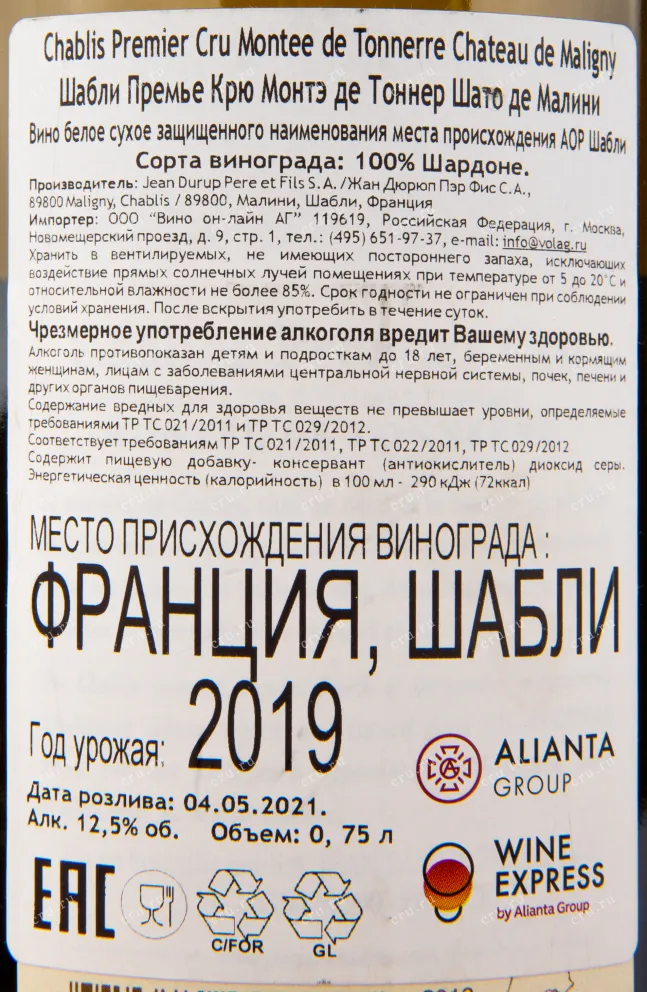 Chablis Premier Cru Montee de Tonnerre Chateau de Maligny
Шабли Премье Крю Монтэ де Тоннер Шато де Малини
Вино белое сухое защищенного наименования места происхождения АОР Шабли
Сорта винограда: 100% Шардоне.
Производитель: Jean Durup Pere et Fils S.A. /Жан Дюрюп Пэр Фис С.А.,
89800 Maligny, Chablis / 89800, Малини, Шабли, Франция
Импортер: ООО “Вино он-лайн АГ” 119619, Российская Федерация, г. Москва,
Новомещерский проезд, д. 9, стр. 1, тел.: (495) 651-97-37, e-mail: info@volag.ru
Хранить в вентилируемых, не имеющих постороннего запаха, исключающих
воздействие прямых солнечных лучей помещениях при температуре от 5 до 20°С и
относительной влажности не более 85%. Срок годности не ограничен при соблюдении
условий хранения. После вскрытия употребить в течение суток.
Чрезмерное употребление алкоголя вредит Вашему здоровью.
Алкоголь противопоказан детям и подросткам до 18 лет, беременным и кормящим
женщинам, лицам с заболеваниями центральной нервной системы, почек, печени и
других органов пищеварения.
Содержание вредных для здоровья веществ не превышает уровни, определяемые
требованиями ТР ТС 021/2011 и ТР ТС 029/2012.
Соответствует требованиям ТР ТС 021/2011, ТР ТС 022/2011, ТР ТС 029/2012
Содержит пищевую добавку- консервант (антиокислитель) диоксид серы.
Энергетическая ценность (калорийность) в 100 мл - 290 кДж (72ккал)
МЕСТО ПРИСХОЖДЕНИЯ ВИНОГРАДА :
ФРАНЦИЯ, ШАБЛИ
Год урожая: 2019
Дата розлива: 04.05.2021.
Алк. 12,5% об. Объем: 0, 75 л
ALIANTA
GROUP
WINE
EXPRESS
by Alianta Group
ЕАС
C/FOR
GL